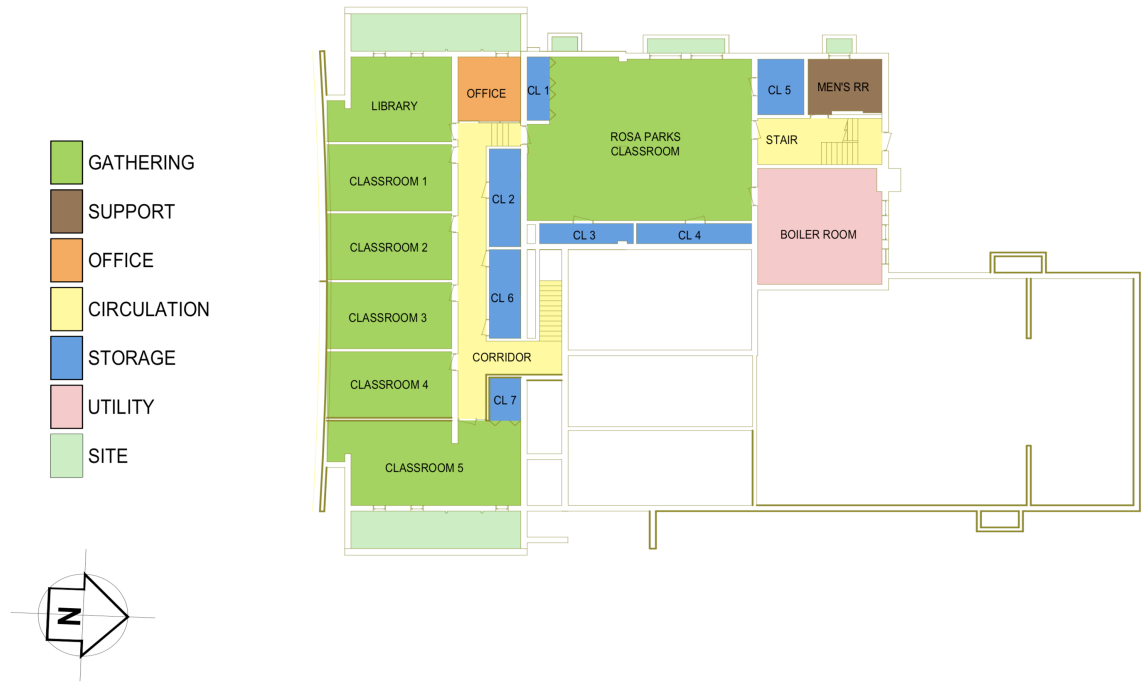 GATHERING
SUPPORT
OFFICE
CIRCULATION
STORAGE
UTILITY
SITE
N
LIBRARY
OFFICE
CL 1
CL 5
MEN'S RR
ROSA PARKS
CLASSROOM
STAIR
CLASSROOM 1
CL 2
CLASSROOM 2
CL 3
CL 4
BOILER ROOM
CL 6
CLASSROOM 3
CORRIDOR
CLASSROOM 4
CL 7
CLASSROOM 5